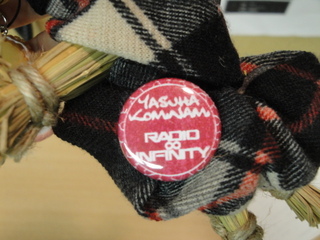 YASUHA
KOMINAMI
RADIO
∞
INFINITY